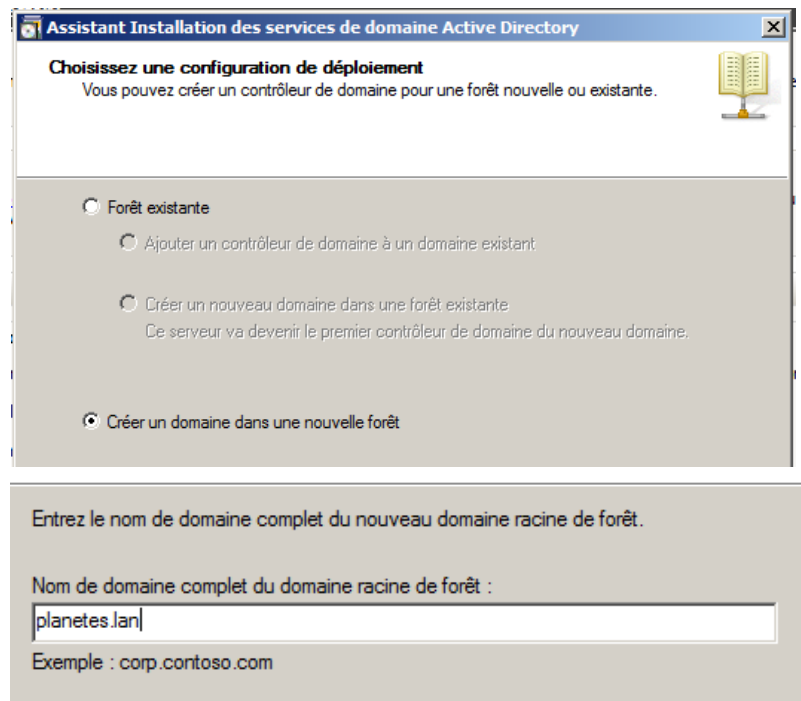 Assistant Installation des services de domaine Active Directory
Choisissez une configuration de déploiement
Vous pouvez créer un contrôleur de domaine pour une forêt nouvelle ou existante.
Forêt existante
Ajouter un contrôleur de domaine à un domaine existant
Créer un nouveau domaine dans une forêt existante
Ce serveur va devenir le premier contrôleur de domaine du nouveau domaine.
Créer un domaine dans une nouvelle forêt
Entrez le nom de domaine complet du nouveau domaine racine de forêt.
Nom de domaine complet du domaine racine de forêt :
planetes.lan
Exemple : corp.contoso.com